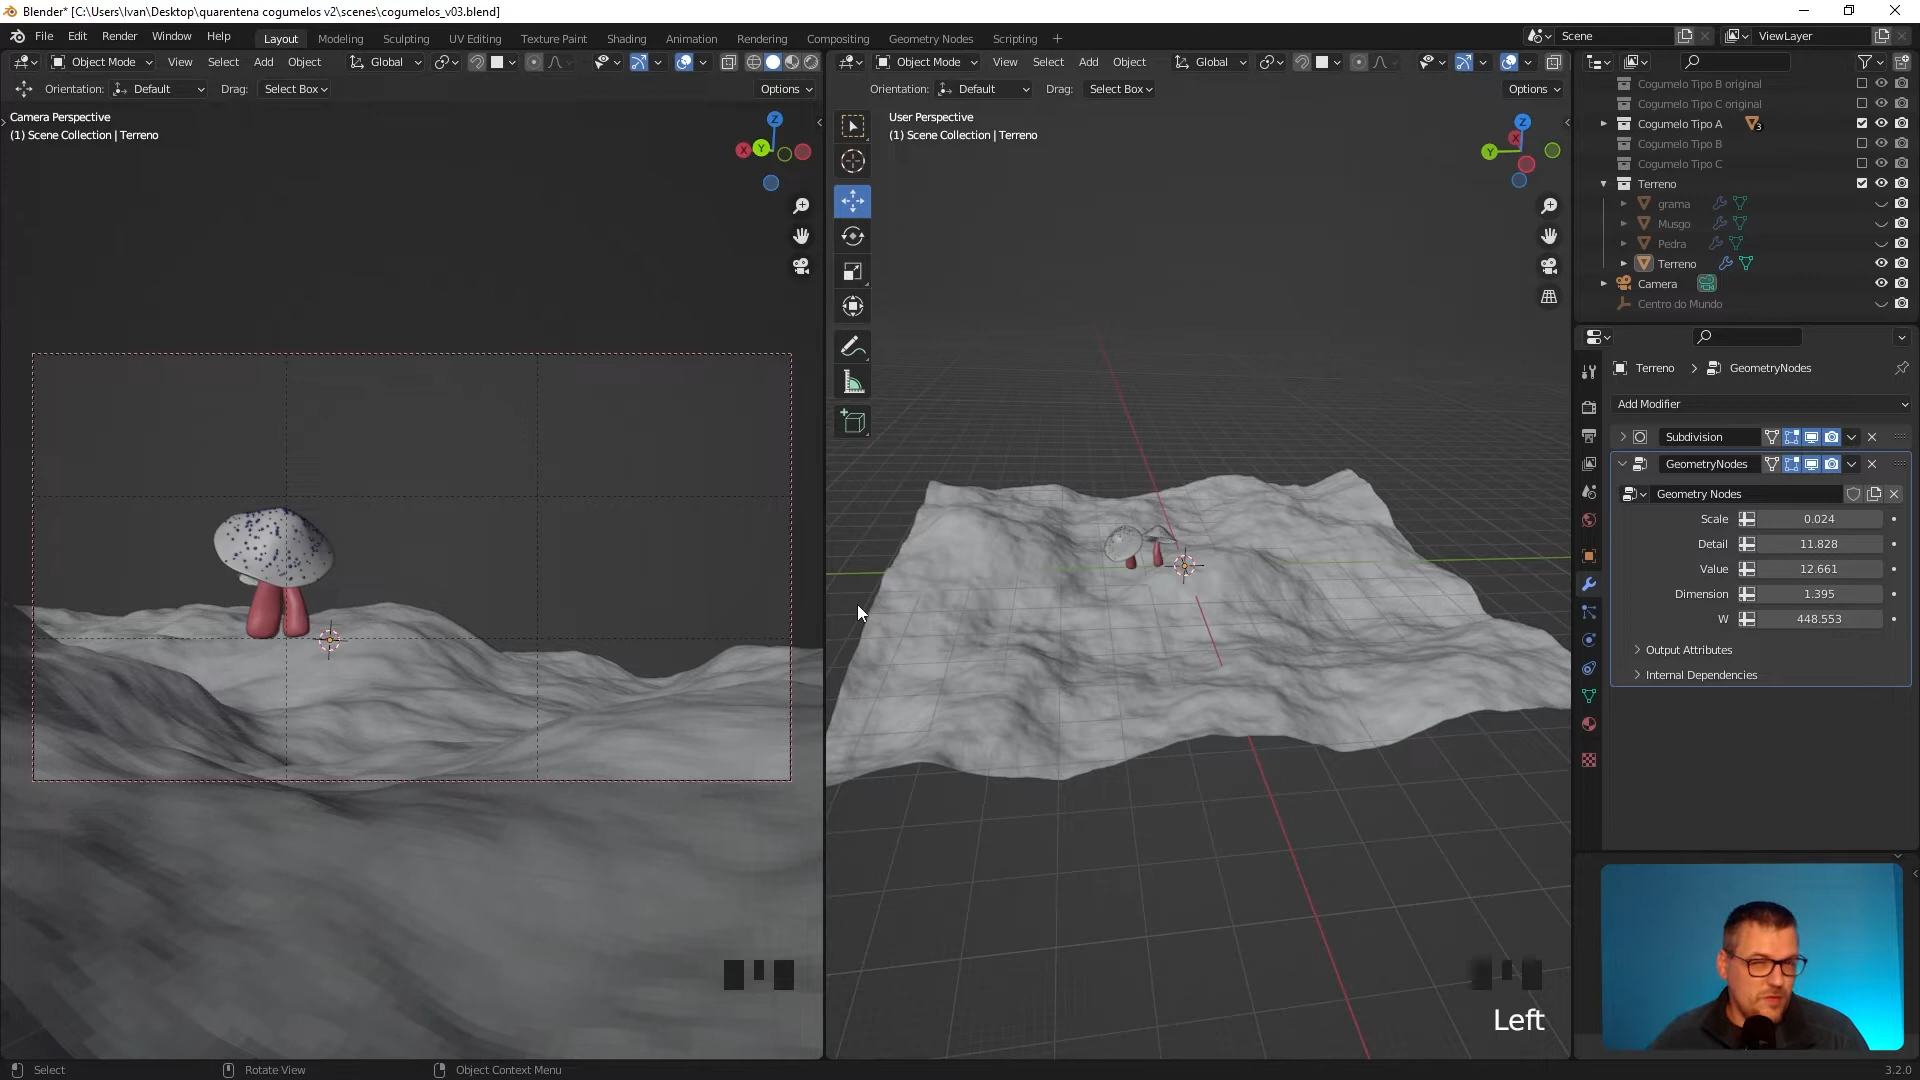 Blender* [C:\Users\Ivan\Desktop\quarentena cogumelos v2\scenes\cogumelos_v03.blend]
File Edit Render Window Help Layout Modeling Sculpting UV Editing Texture Paint Shading Animation Rendering Compositing Geometry Nodes Scripting + Scene ViewLayer
Object Mode View Select Add Object Global
Orientation: Default Drag: Select Box Options
Camera Perspective
(1) Scene Collection | Terreno
Z
X
Y
Object Mode View Select Add Object Global
Orientation: Default Drag: Select Box Options
User Perspective
(1) Scene Collection | Terreno
Z
X
Y
Left
Cogumelo Tipo B original
Cogumelo Tipo C original
Cogumelo Tipo A 3
Cogumelo Tipo B
Cogumelo Tipo C
Terreno
grama
Musgo
Pedra
Terreno
Camera
Centro do Mundo
Terreno > GeometryNodes
Add Modifier
Subdivision
GeometryNodes
Geometry Nodes
Scale 0.024
Detail 11.828
Value 12.661
Dimension 1.395
W 448.553
Output Attributes
Internal Dependencies
Select Rotate View Object Context Menu 3.2.0